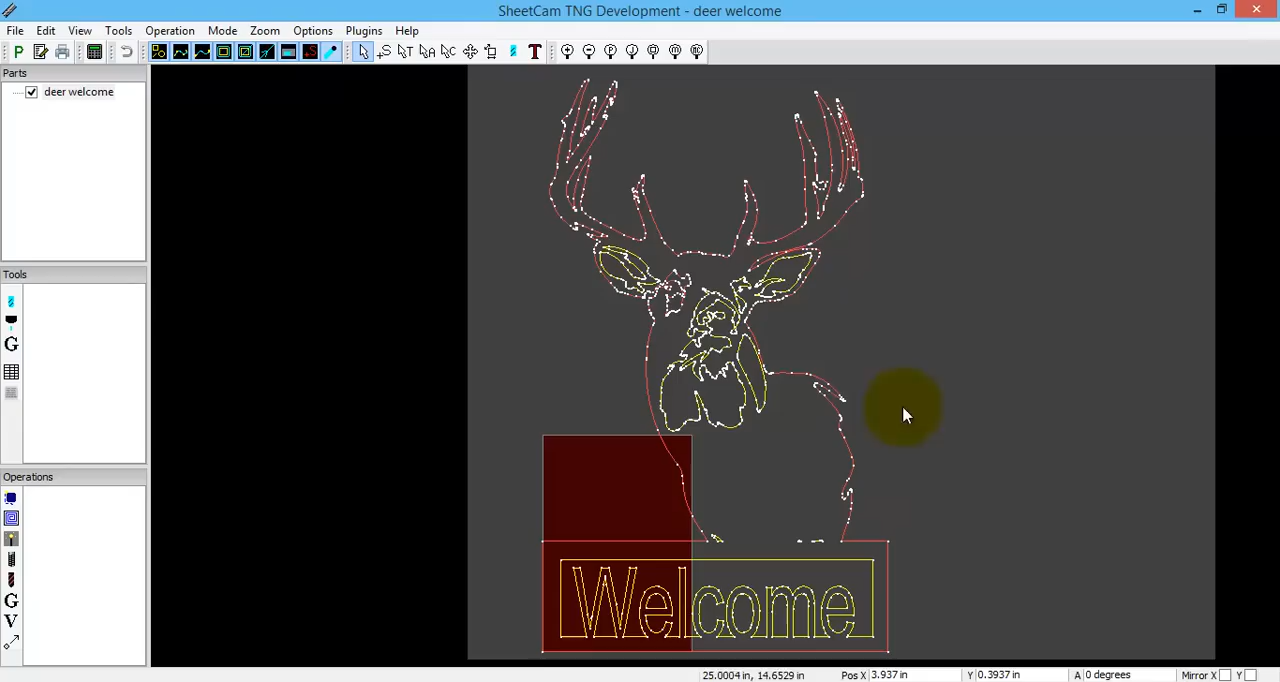 SheetCam TNG Development - deer welcome
File Edit View Tools Operation Mode Zoom Options Plugins Help
P S T A C T P J
Parts
deer welcome
Tools
G
Operations
G
V
Welcome
25.0004 in, 14.6529 in Pos X 3.937 in Y 0.3937 in A 0 degrees Mirror X Y